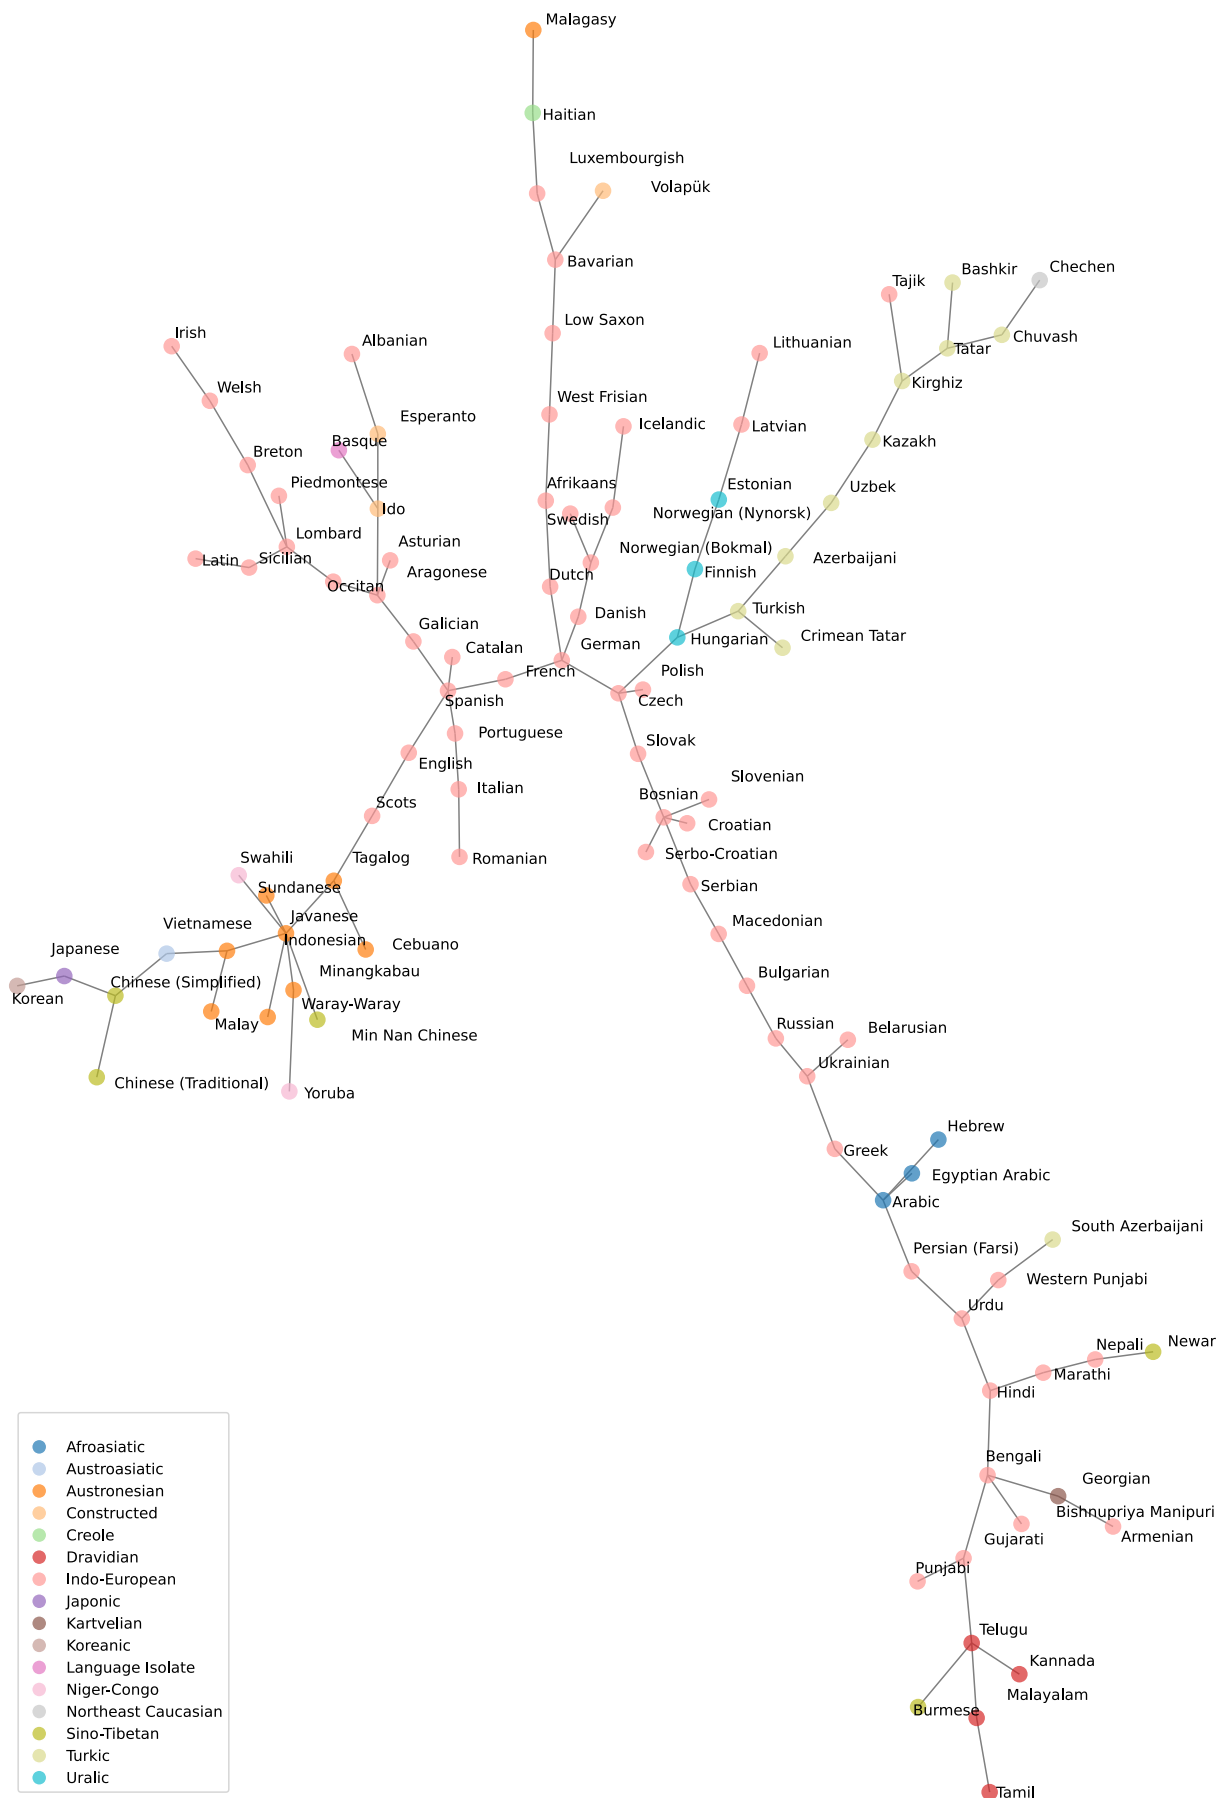 Malagasy
Haitian
Luxembourgish
Volapük
Bavarian
Chechen
Bashkir
Tajik
Low Saxon
Irish
Albanian
Lithuanian
Chuvash
Tatar
Kirghiz
Welsh
West Frisian
Esperanto
Icelandic
Latvian
Basque
Kazakh
Breton
Piedmontese
Afrikaans
Estonian
Uzbek
Ido
Swedish
Norwegian (Nynorsk)
Lombard
Asturian
Norwegian (Bokmal)
Azerbaijani
Latin
Sicilian
Aragonese
Finnish
Dutch
Occitan
Turkish
Danish
Galician
Crimean Tatar
Hungarian
German
Catalan
French
Polish
Spanish
Czech
Portuguese
Slovak
English
Slovenian
Italian
Bosnian
Scots
Croatian
Serbo-Croatian
Romanian
Tagalog
Swahili
Sundanese
Serbian
Javanese
Vietnamese
Macedonian
Indonesian
Cebuano
Japanese
Minangkabau
Chinese (Simplified)
Bulgarian
Korean
Waray-Waray
Malay
Min Nan Chinese
Russian
Belarusian
Ukrainian
Chinese (Traditional)
Yoruba
Hebrew
Greek
Egyptian Arabic
Arabic
South Azerbaijani
Persian (Farsi)
Western Punjabi
Urdu
Newar
Nepali
Marathi
Hindi
Bengali
Georgian
Bishnupriya Manipuri
Armenian
Gujarati
Punjabi
Telugu
Kannada
Malayalam
Burmese
Tamil
Afroasiatic
Austroasiatic
Austronesian
Constructed
Creole
Dravidian
Indo-European
Japonic
Kartvelian
Koreanic
Language Isolate
Niger-Congo
Northeast Caucasian
Sino-Tibetan
Turkic
Uralic